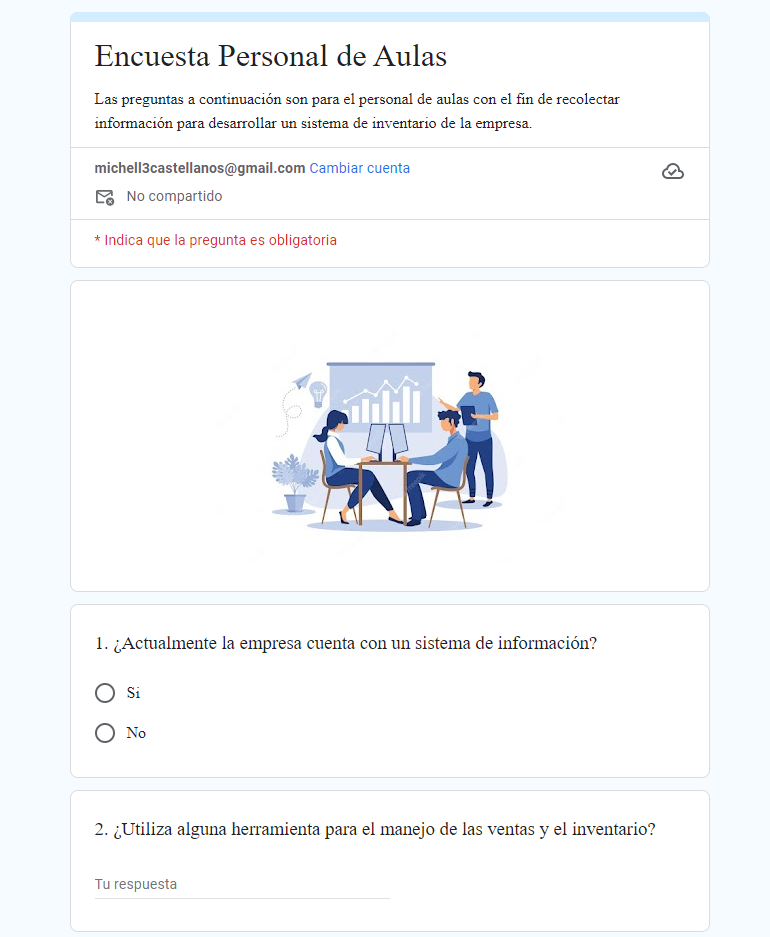 Encuesta Personal de Aulas
Las preguntas a continuación son para el personal de aulas con el fin de recolectar
información para desarrollar un sistema de inventario de la empresa.
michell3castellanos@gmail.com Cambiar cuenta
No compartido
* Indica que la pregunta es obligatoria
1. ¿Actualmente la empresa cuenta con un sistema de información?
Si
No
2. ¿Utiliza alguna herramienta para el manejo de las ventas y el inventario?
Tu respuesta